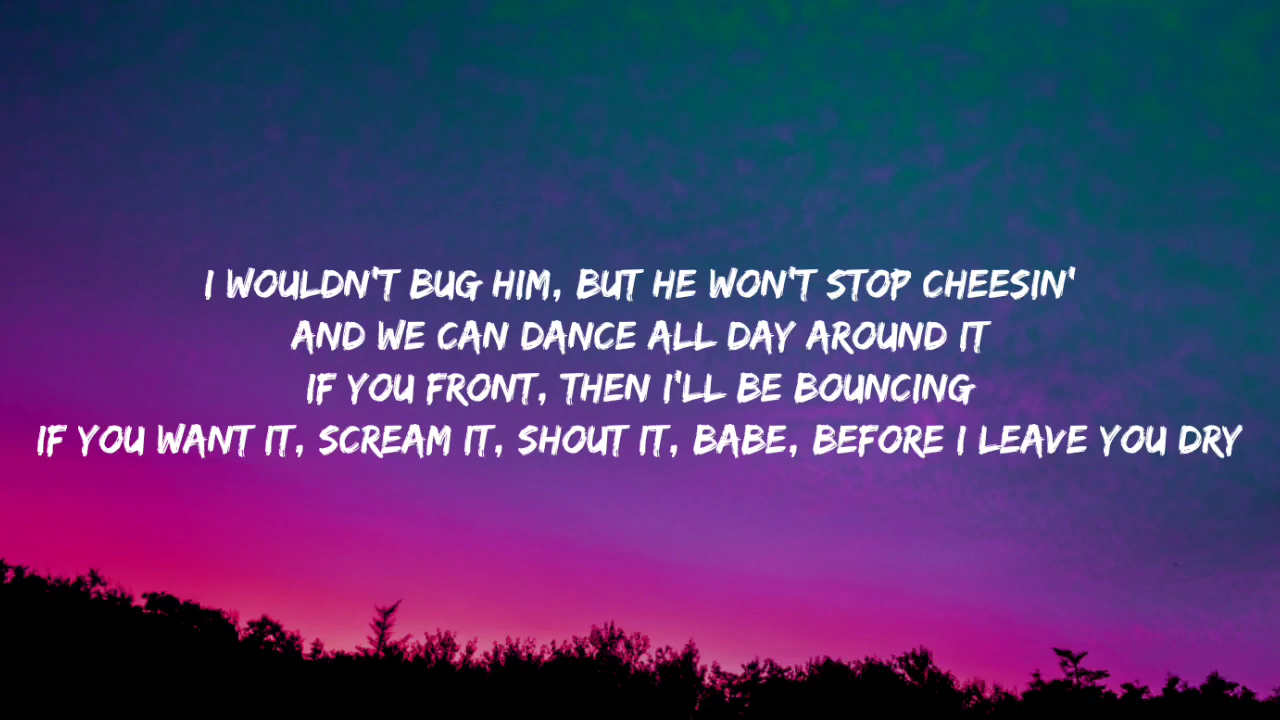 I WOULDN'T BUG HIM, BUT HE WON'T STOP CHEESIN'
AND WE CAN DANCE ALL DAY AROUND IT
IF YOU FRONT, THEN I'LL BE BOUNCING
IF YOU WANT IT, SCREAM IT, SHOUT IT, BABE, BEFORE I LEAVE YOU DRY